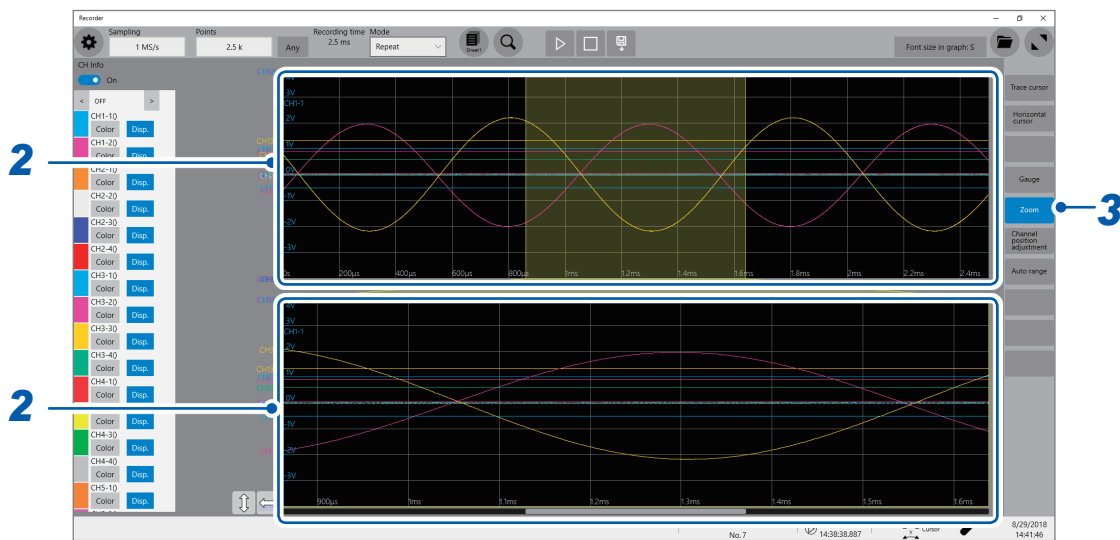 Recorder
Sampling
1 MS/s
Points
2.5 k
Any
Recording time
2.5 ms
Mode
Repeat
Sheet1
Font size in graph: S
CH Info
On
< OFF >
CH1-1()
Color Disp.
CH1-2()
Color Disp.
CH2-1()
Color Disp.
CH2-2()
Color Disp.
CH2-3()
Color Disp.
CH2-4()
Color Disp.
CH3-1()
Color Disp.
CH3-2()
Color Disp.
CH3-3()
Color Disp.
CH3-4()
Color Disp.
CH4-1()
Color Disp.
Color Disp.
CH4-3()
Color Disp.
CH4-4()
Color Disp.
CH5-1()
Color Disp.
2
3V
CH1-1
2V
1V
0V
-1V
-2V
-3V
0s 200µs 400µs 600µs 800µs 1ms 1.2ms 1.4ms 1.6ms 1.8ms 2ms 2.2ms 2.4ms
2
3V
CH1-1
2V
1V
0V
-1V
-2V
-3V
900µs 1ms 1.1ms 1.2ms 1.3ms 1.4ms 1.5ms 1.6ms
Trace cursor
Horizontal
cursor
Gauge
Zoom
3
Channel
position
adjustment
Auto range
No.7
14:38:38.887
Cursor
8/29/2018
14:41:46